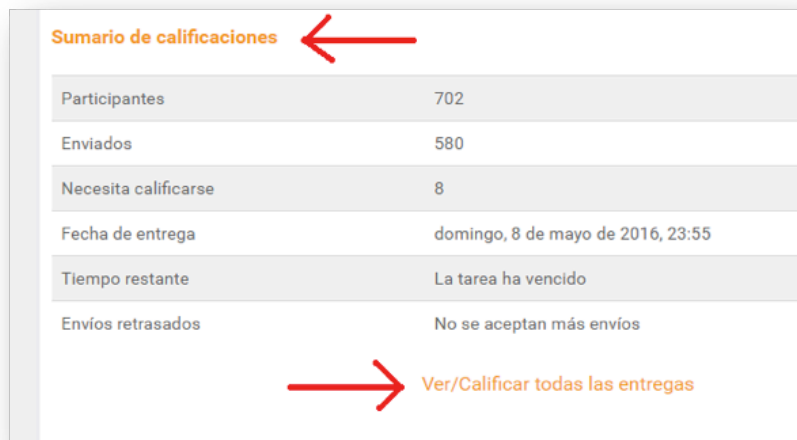 Sumario de calificaciones
Participantes 702
Enviados 580
Necesita calificarse 8
Fecha de entrega domingo, 8 de mayo de 2016, 23:55
Tiempo restante La tarea ha vencido
Envíos retrasados No se aceptan más envíos
Ver/Calificar todas las entregas